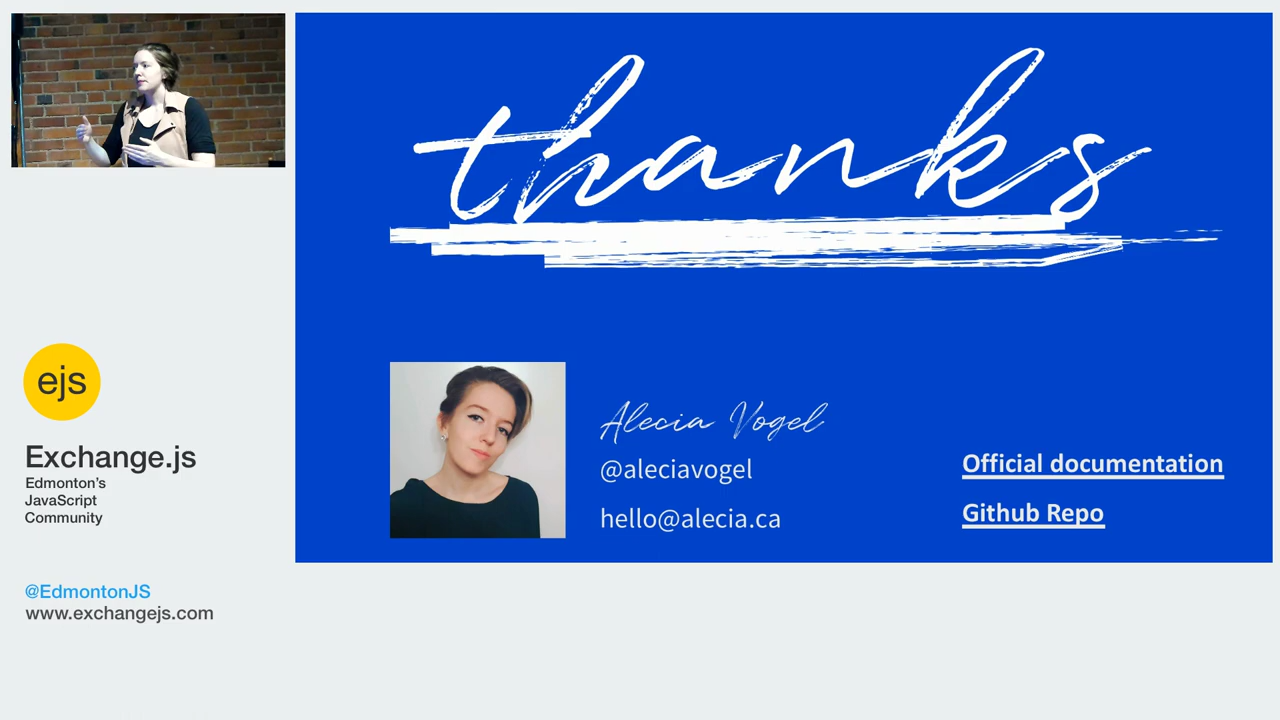 thanks
Alecia Vogel
@aleciavogel
hello@alecia.ca
Official documentation
Github Repo
ejs
Exchange.js
Edmonton's
JavaScript
Community
@EdmontonJS
www.exchangejs.com